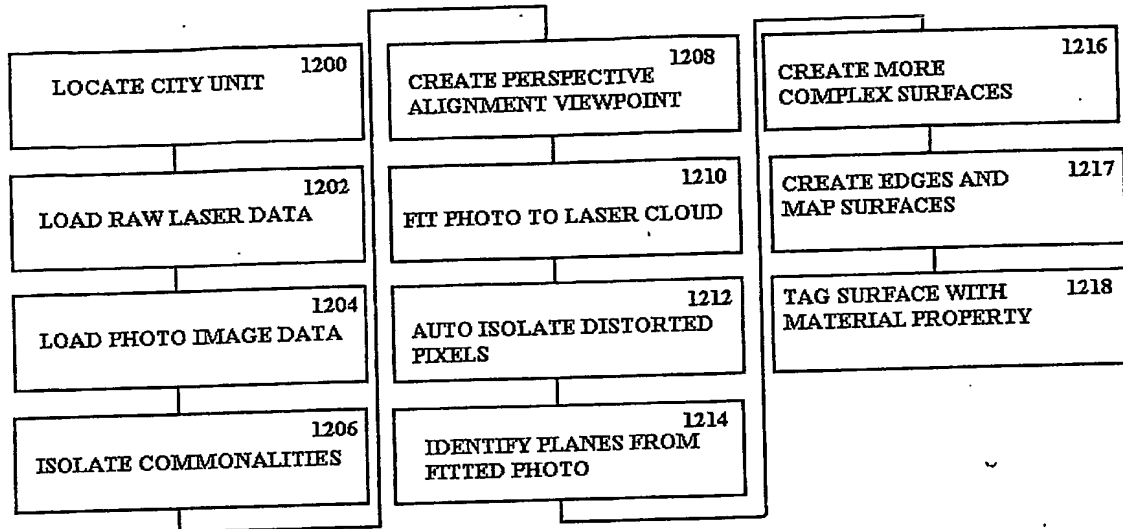 1200
LOCATE CITY UNIT
1202
LOAD RAW LASER DATA
1204
LOAD PHOTO IMAGE DATA
1206
ISOLATE COMMONALITIES
1208
CREATE PERSPECTIVE
ALIGNMENT VIEWPOINT
1210
FIT PHOTO TO LASER CLOUD
1212
AUTO ISOLATE DISTORTED
PIXELS
1214
IDENTIFY PLANES FROM
FITTED PHOTO
1216
CREATE MORE
COMPLEX SURFACES
1217
CREATE EDGES AND
MAP SURFACES
1218
TAG SURFACE WITH
MATERIAL PROPERTY